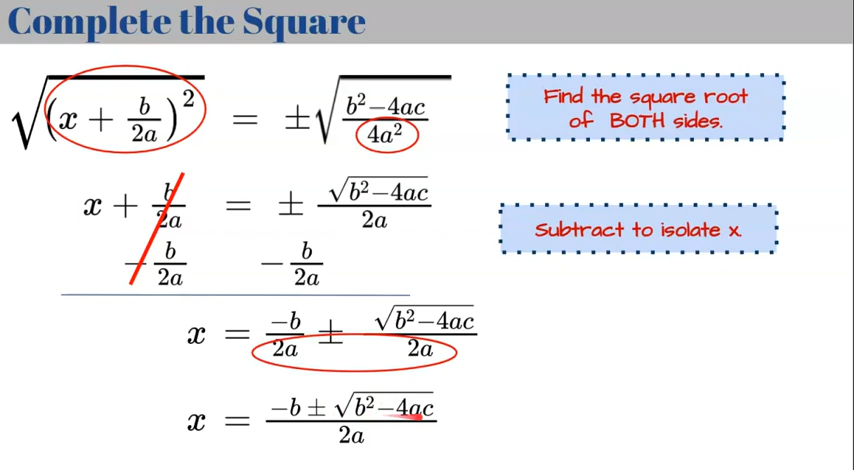 Complete the Square
√(x + b/2a)² = ±√(b²−4ac/4a²)
Find the square root
of BOTH sides.
x + b/2a = ± √(b²−4ac)/2a
Subtract to isolate x.
− b/2a − b/2a
x = −b/2a ± √(b²−4ac)/2a
x = −b ± √(b²−4ac)/2a